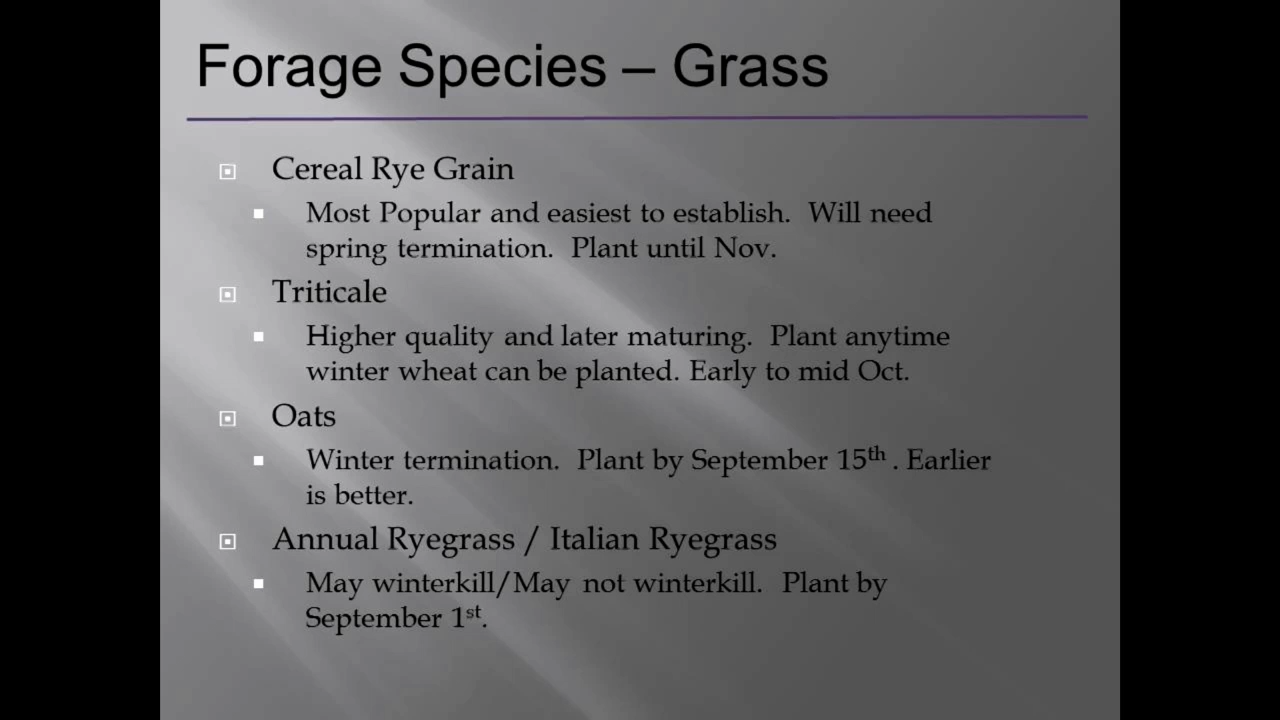 Forage Species – Grass
Cereal Rye Grain
Most Popular and easiest to establish. Will need
spring termination. Plant until Nov.
Triticale
Higher quality and later maturing. Plant anytime
winter wheat can be planted. Early to mid Oct.
Oats
Winter termination. Plant by September 15th . Earlier
is better.
Annual Ryegrass / Italian Ryegrass
May winterkill/May not winterkill. Plant by
September 1st.